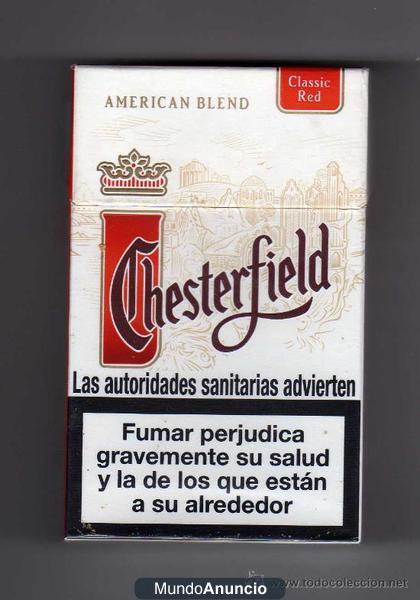 Classic
Red
AMERICAN BLEND
Chesterfield
Las autoridades sanitarias advierten
Fumar perjudica
gravemente su salud
y la de los que están
a su alrededor
MundoAnuncio
www.todocoleccion.net